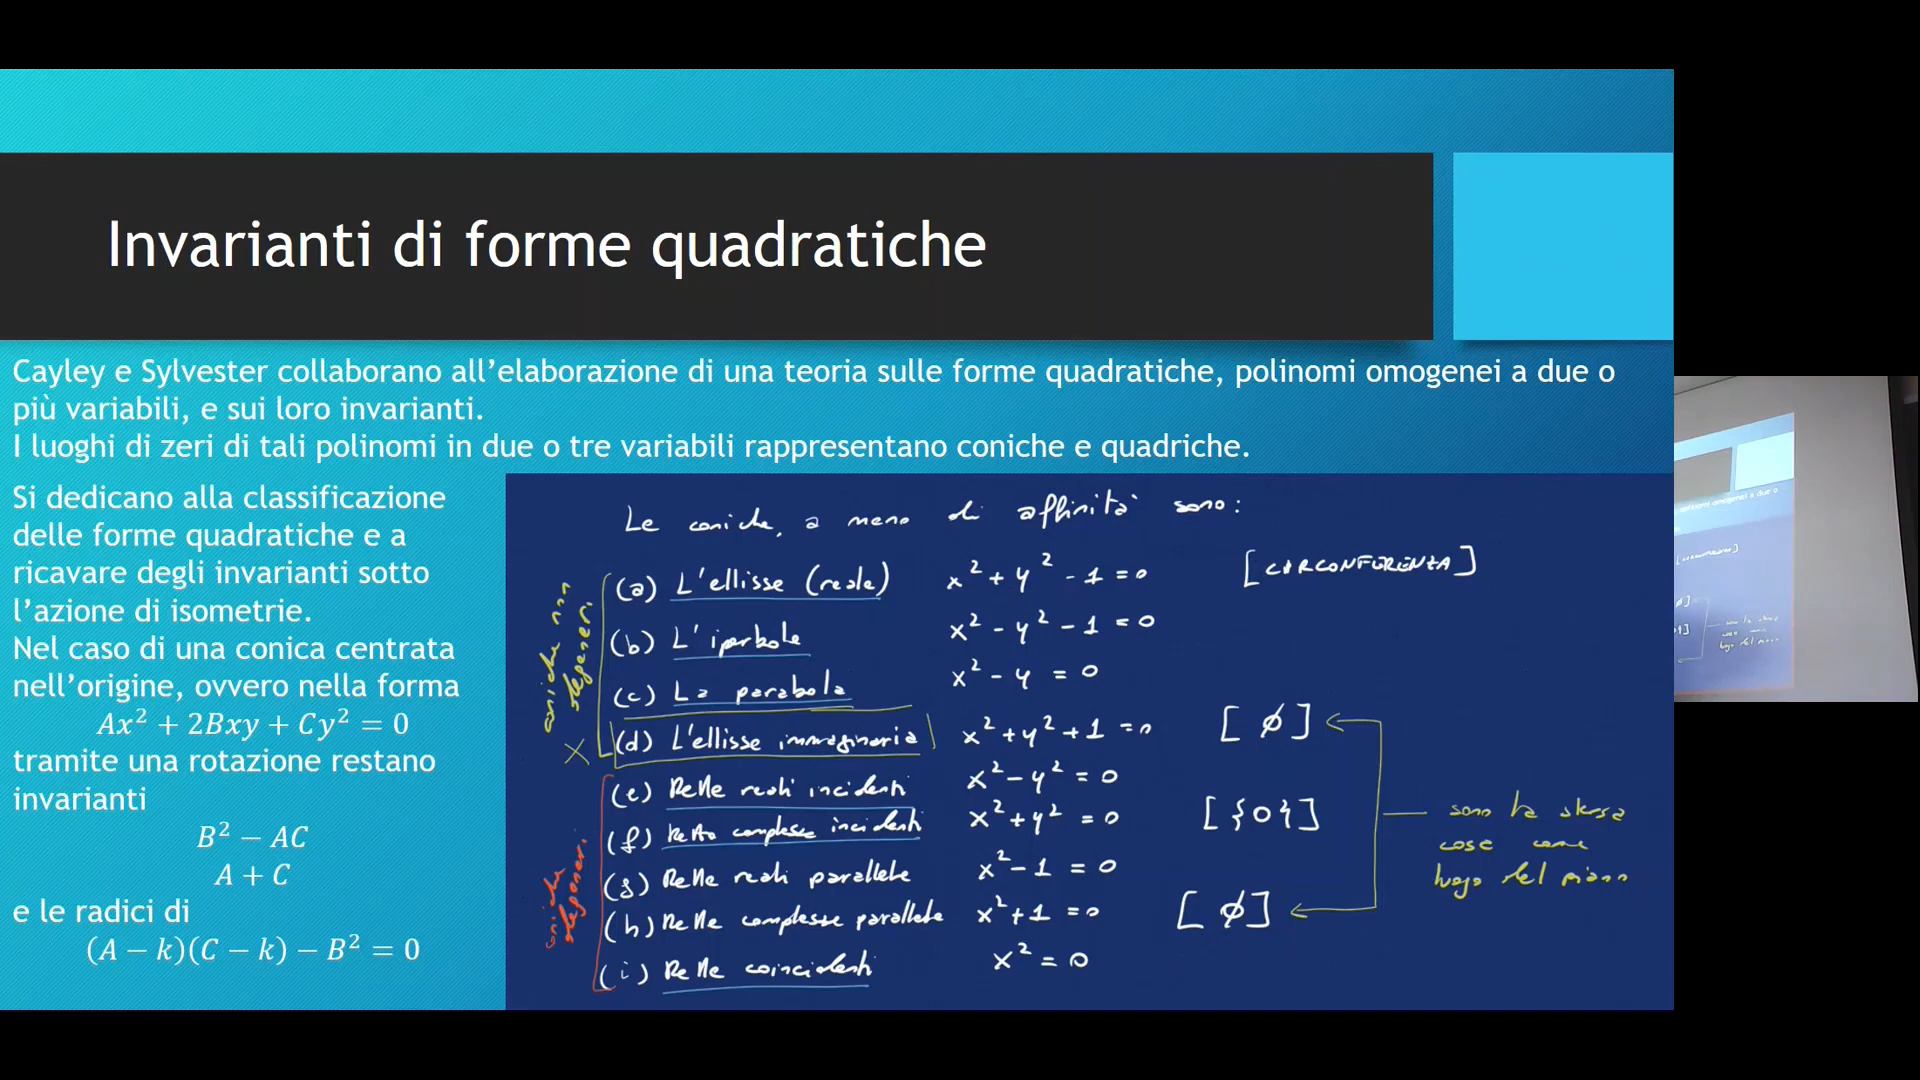 Invarianti di forme quadratiche
Cayley e Sylvester collaborano all’elaborazione di una teoria sulle forme quadratiche, polinomi omogenei a due o
più variabili, e sui loro invarianti.
I luoghi di zeri di tali polinomi in due o tre variabili rappresentano coniche e quadriche.
Si dedicano alla classificazione
delle forme quadratiche e a
ricavare degli invarianti sotto
l’azione di isometrie.
Nel caso di una conica centrata
nell’origine, ovvero nella forma
Ax² + 2Bxy + Cy² = 0
tramite una rotazione restano
invarianti
B² − AC
A + C
e le radici di
(A − k)(C − k) − B² = 0
Le coniche, a meno di affinità sono:
coniche non degeneri
(a) L'ellisse (reale) x² + y² - 1 = 0 [CIRCONFERENZA]
(b) L'iperbole x² - y² - 1 = 0
(c) La parabola x² - y = 0
(d) L'ellisse immaginaria x² + y² + 1 = 0 [∅]
coniche degeneri
(e) Rette reali incidenti x² - y² = 0
(f) Rette complesse incidenti x² + y² = 0 [{0}]
(g) Rette reali parallele x² - 1 = 0
(h) Rette complesse parallele x² + 1 = 0 [∅]
(i) Rette coincidenti x² = 0
sono la stessa
cosa come
luogo del piano